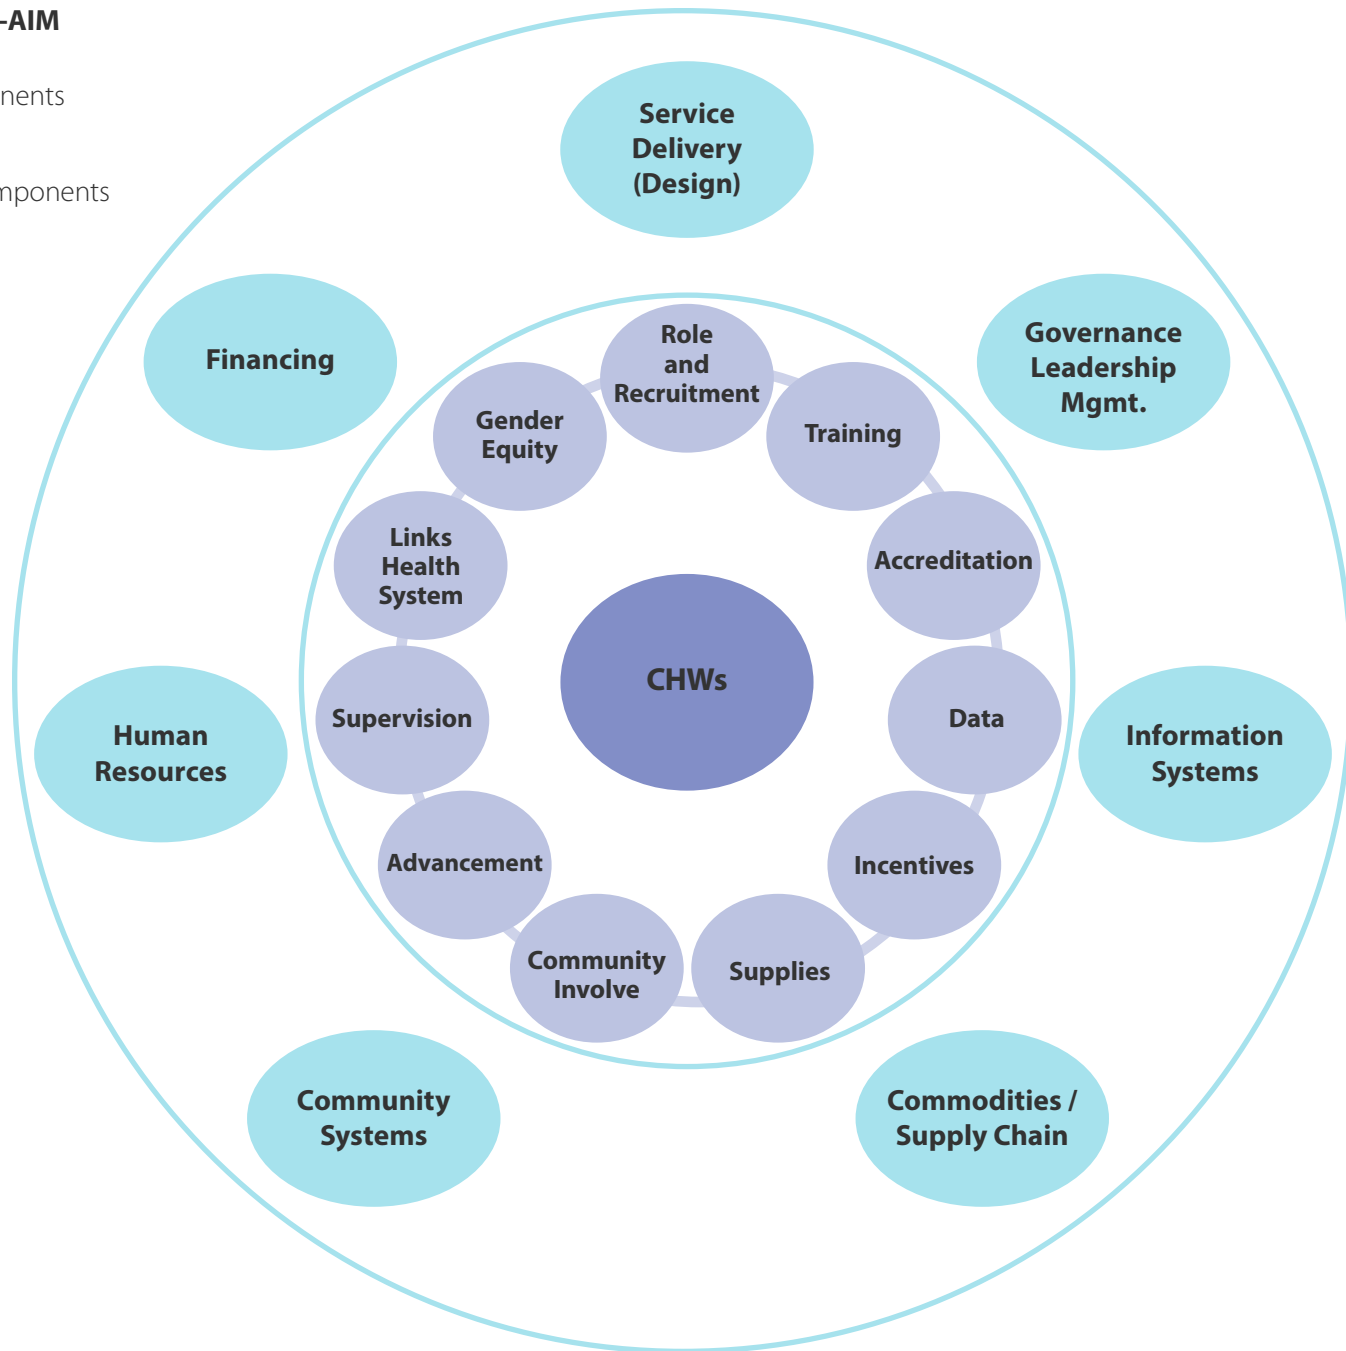 -AIM
nents
mponents
Service
Delivery
(Design)
Financing
Governance
Leadership
Mgmt.
Role
and
Recruitment
Gender
Equity
Training
Links
Health
System
Accreditation
CHWs
Supervision
Data
Human
Resources
Information
Systems
Advancement
Incentives
Community
Involve
Supplies
Community
Systems
Commodities /
Supply Chain